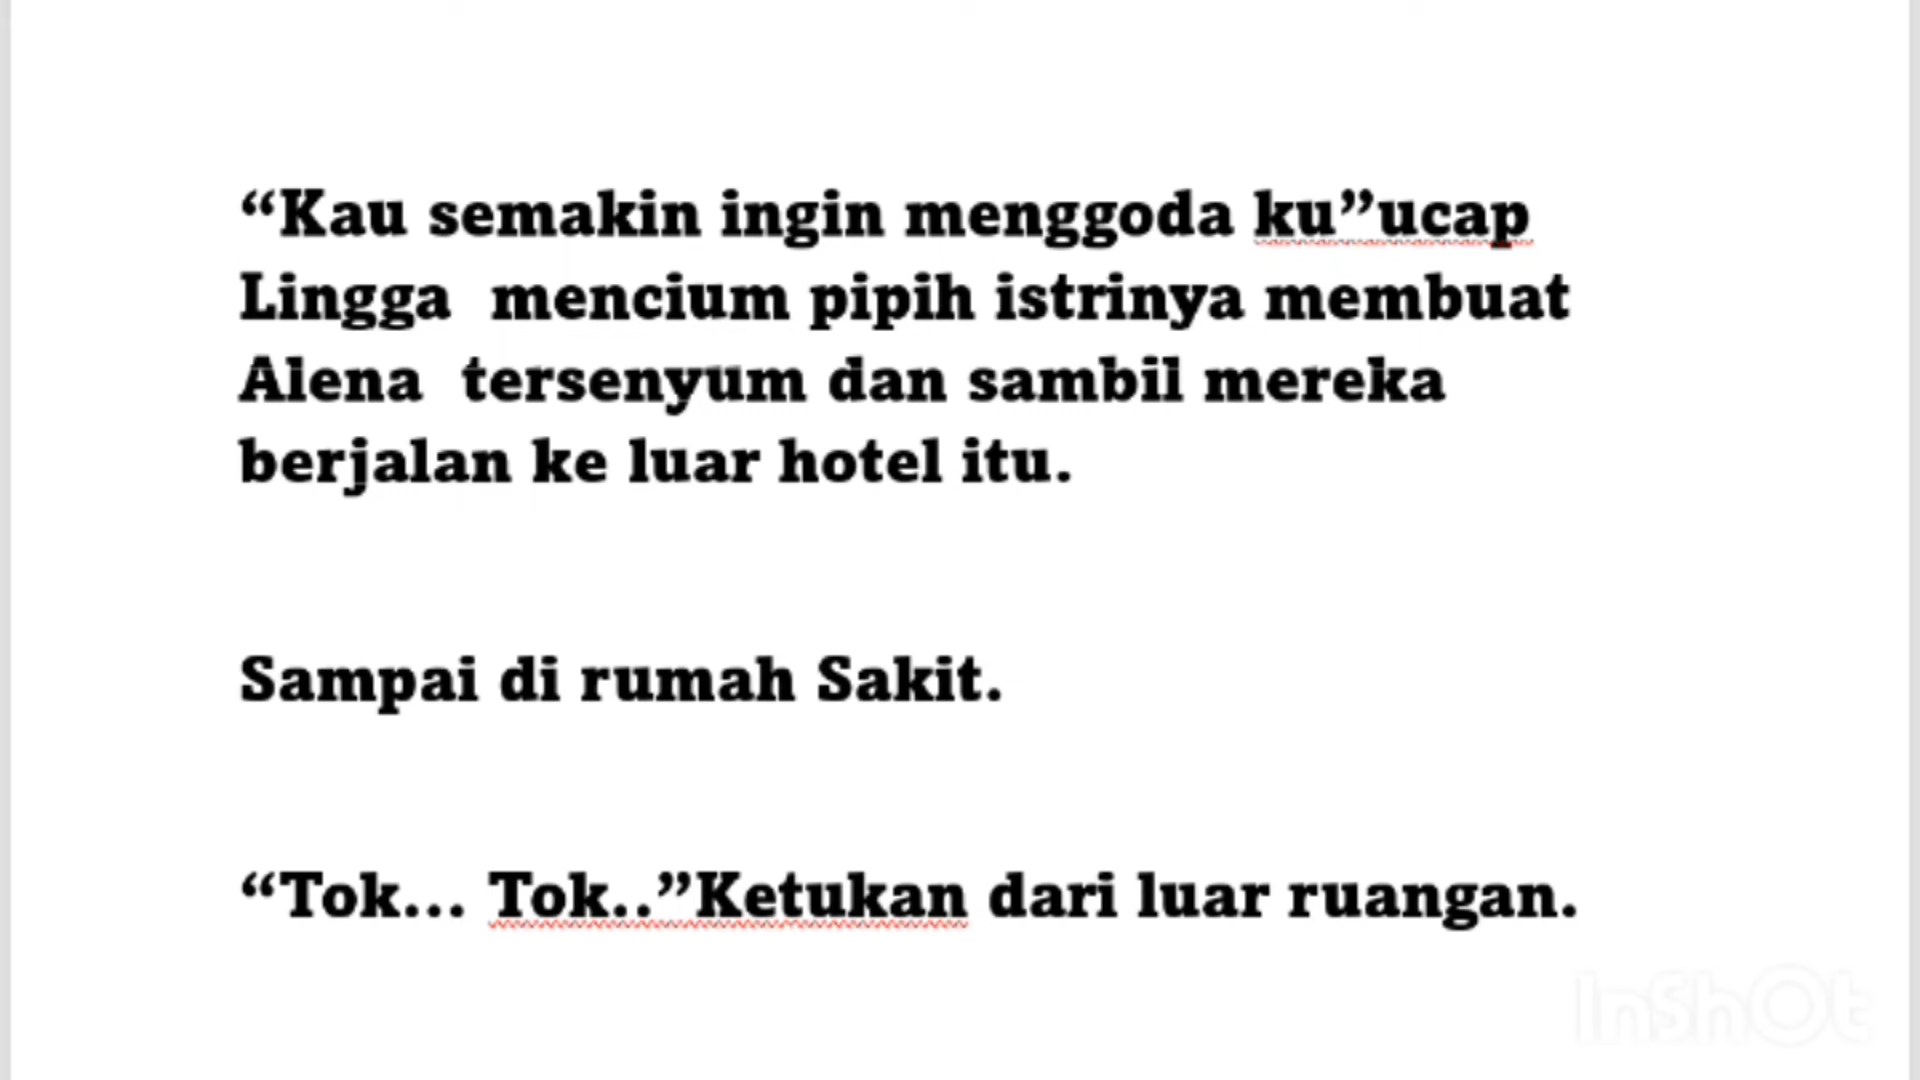 “Kau semakin ingin menggoda ku”ucap
Lingga  mencium pipih istrinya membuat
Alena  tersenyum dan sambil mereka
berjalan ke luar hotel itu.
Sampai di rumah Sakit.
“Tok... Tok..”Ketukan dari luar ruangan.
InShOt